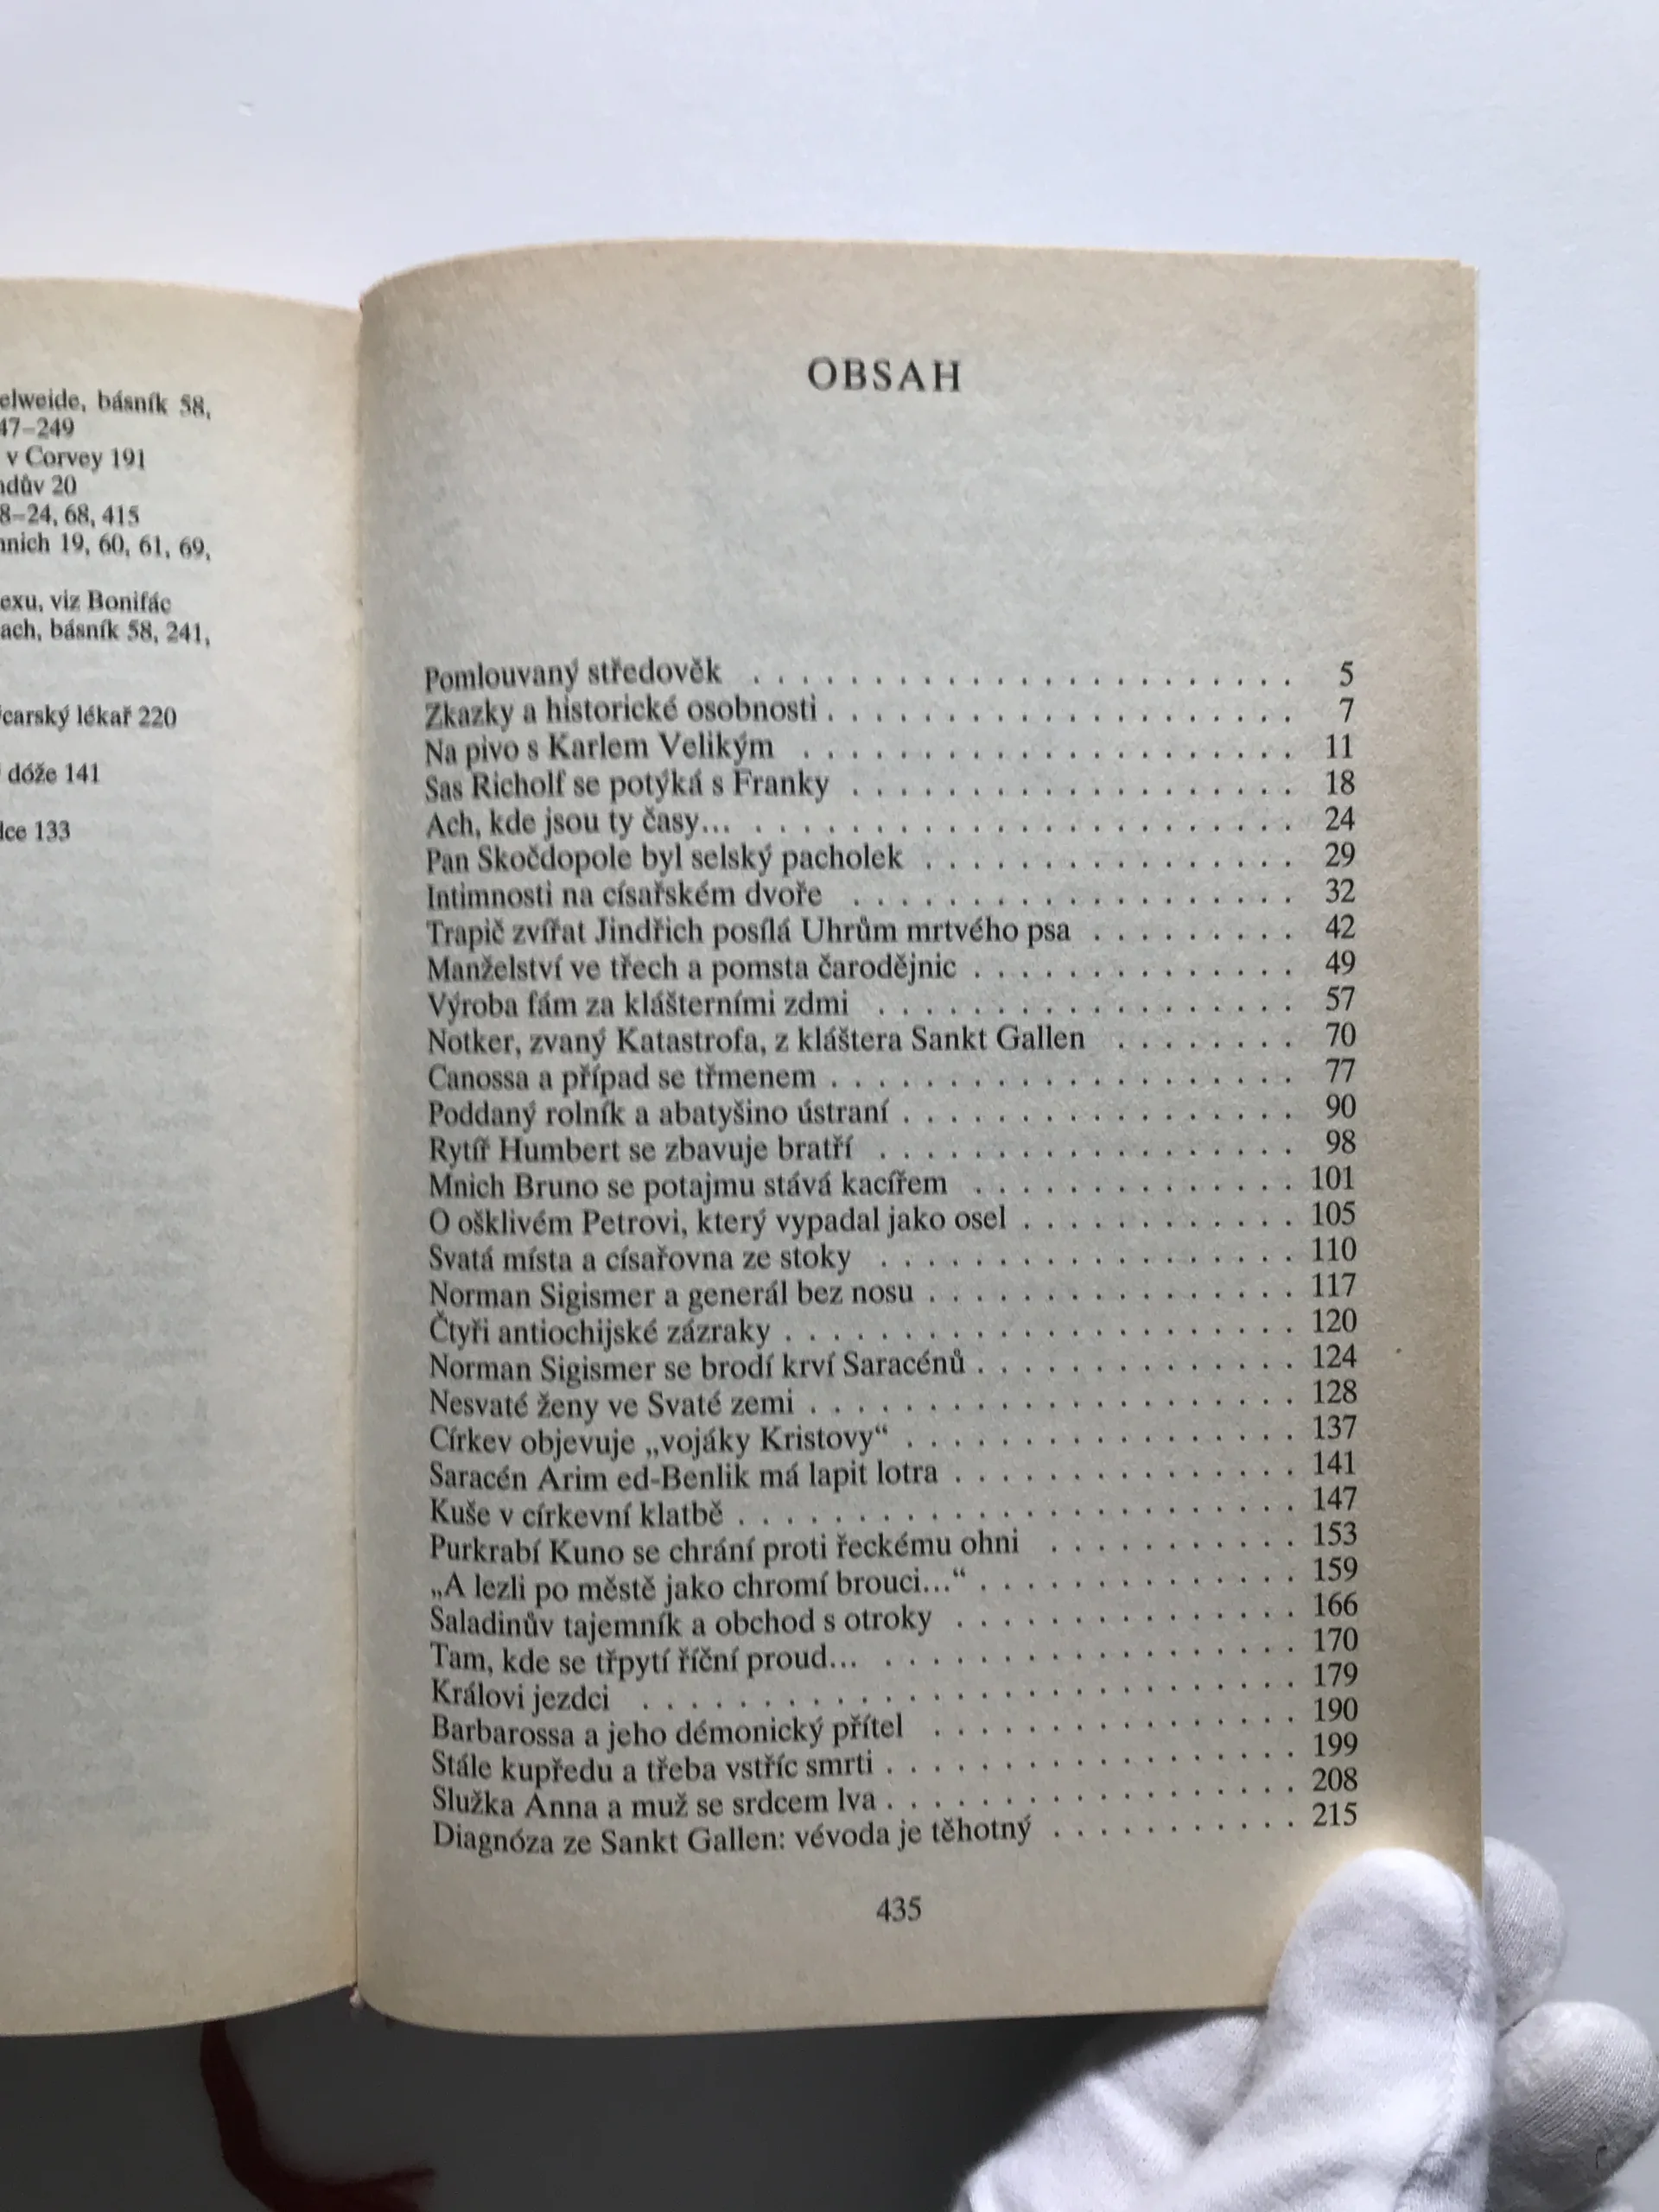 elweide, básník 58,
47–249
v Corvey 191
ndův 20
8–24, 68, 415
nnich 19, 60, 61, 69,
exu, viz Bonifác
ach, básník 58, 241,
ýcarský lékař 220
dóže 141
lce 133
OBSAH
Pomlouvaný středověk . . . . . . . . . . . . . . . . . . . . . . 5
Zkazky a historické osobnosti . . . . . . . . . . . . . . . . . . . 7
Na pivo s Karlem Velikým . . . . . . . . . . . . . . . . . . . . 11
Sas Richolf se potýká s Franky . . . . . . . . . . . . . . . . . . 18
Ach, kde jsou ty časy... . . . . . . . . . . . . . . . . . . . . . . 24
Pan Skočdopole byl selský pacholek . . . . . . . . . . . . . . . 29
Intimnosti na císařském dvoře . . . . . . . . . . . . . . . . . . 32
Trapič zvířat Jindřich posílá Uhrům mrtvého psa . . . . . . . . . 42
Manželství ve třech a pomsta čarodějnic . . . . . . . . . . . . . 49
Výroba fám za klášterními zdmi . . . . . . . . . . . . . . . . . 57
Notker, zvaný Katastrofa, z kláštera Sankt Gallen . . . . . . . . 70
Canossa a případ se třmenem . . . . . . . . . . . . . . . . . . . 77
Poddaný rolník a abatyšino ústraní . . . . . . . . . . . . . . . . 90
Rytíř Humbert se zbavuje bratří . . . . . . . . . . . . . . . . . 98
Mnich Bruno se potajmu stává kacířem . . . . . . . . . . . . . . 101
O ošklivém Petrovi, který vypadal jako osel . . . . . . . . . . . 105
Svatá místa a císařovna ze stoky . . . . . . . . . . . . . . . . . 110
Norman Sigismer a generál bez nosu . . . . . . . . . . . . . . . 117
Čtyři antiochijské zázraky . . . . . . . . . . . . . . . . . . . . . 120
Norman Sigismer se brodí krví Saracénů . . . . . . . . . . . . . 124
Nesvaté ženy ve Svaté zemi . . . . . . . . . . . . . . . . . . . . 128
Církev objevuje „vojáky Kristovy“ . . . . . . . . . . . . . . . . 137
Saracén Arim ed-Benlik má lapit lotra . . . . . . . . . . . . . . 141
Kuše v církevní klatbě . . . . . . . . . . . . . . . . . . . . . . . 147
Purkrabí Kuno se chrání proti řeckému ohni . . . . . . . . . . 153
„A lezli po městě jako chromí brouci...“ . . . . . . . . . . . . . 159
Saladinův tajemník a obchod s otroky . . . . . . . . . . . . . . 166
Tam, kde se třpytí říční proud... . . . . . . . . . . . . . . . . . 170
Královi jezdci . . . . . . . . . . . . . . . . . . . . . . . . . . . 179
Barbarossa a jeho démonický přítel . . . . . . . . . . . . . . . 190
Stále kupředu a třeba vstříc smrti . . . . . . . . . . . . . . . . . 199
Služka Anna a muž se srdcem lva . . . . . . . . . . . . . . . . . 208
Diagnóza ze Sankt Gallen: vévoda je těhotný . . . . . . . . . . 215
435